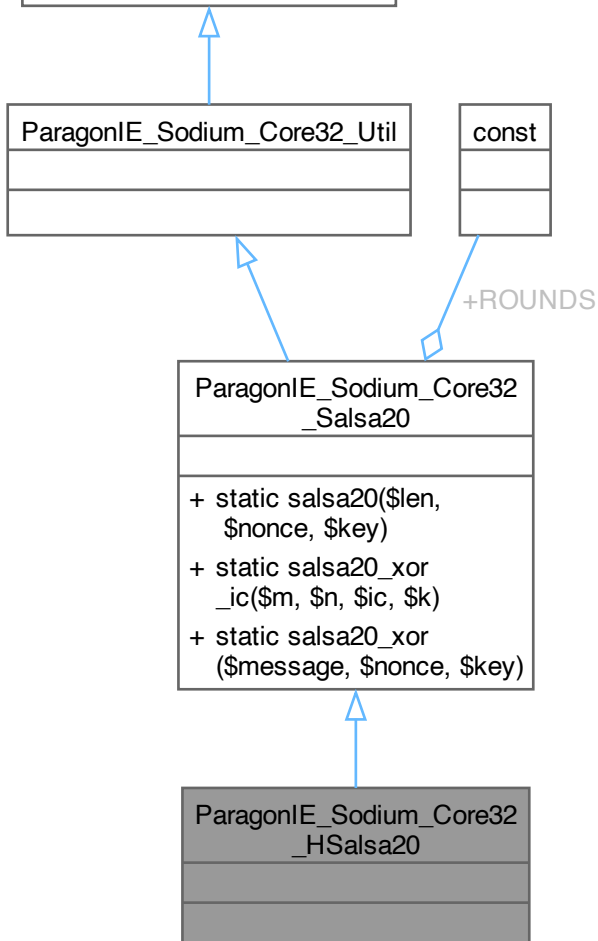 ParagonIE_Sodium_Core32_Util
const
+ROUNDS
ParagonIE_Sodium_Core32
_Salsa20
+ static salsa20($len,
$nonce, $key)
+ static salsa20_xor
_ic($m, $n, $ic, $k)
+ static salsa20_xor
($message, $nonce, $key)
ParagonIE_Sodium_Core32
_HSalsa20